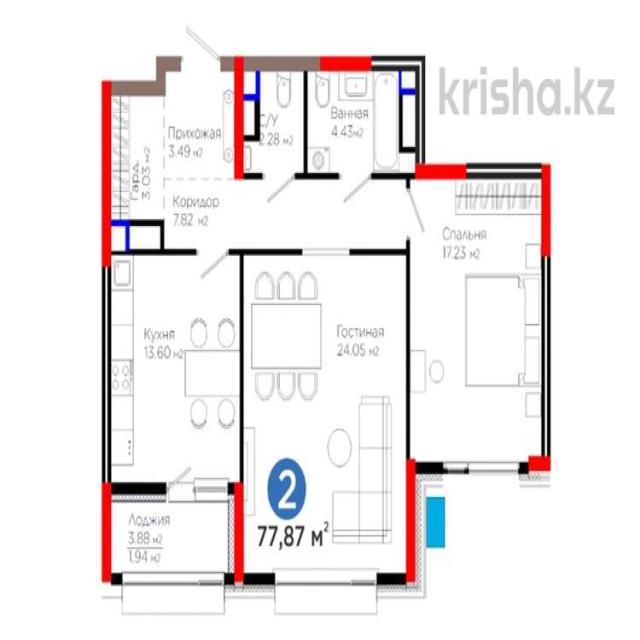 krisha.kz
Прихожая
3.49 м2
Гард.
3.03 м2
С/У
2.28 м2
Ванная
4.43 м2
Коридор
7.82 м2
Спальня
17.23 м2
Кухня
13.60 м2
Гостиная
24.05 м2
2
77,87 м2
Лоджия
3.88 м2
1.94 м2